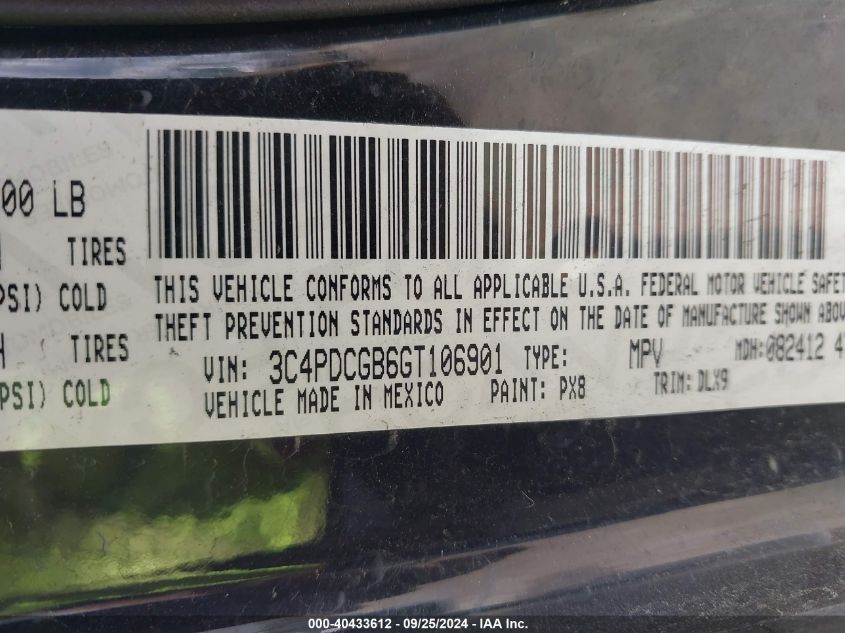 00 LB
TIRES
PSI) COLD
H TIRES
PSI) COLD
THIS VEHICLE CONFORMS TO ALL APPLICABLE U.S.A. FEDERAL MOTOR VEHICLE SAFET
THEFT PREVENTION STANDARDS IN EFFECT ON THE DATE OF MANUFACTURE SHOWN ABOV
VIN: 3C4PDCGB6GT106901 TYPE: MPV MDH:082412 4
VEHICLE MADE IN MEXICO PAINT: PX8 TRIM: DLX9
000-40433612 - 09/25/2024 - IAA Inc.